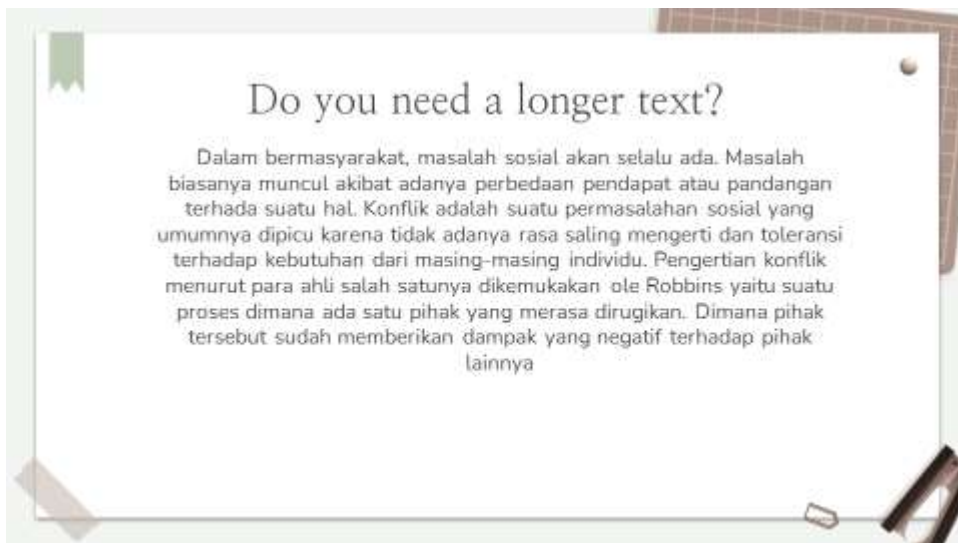 Do you need a longer text?
Dalam bermasyarakat, masalah sosial akan selalu ada. Masalah
biasanya muncul akibat adanya perbedaan pendapat atau pandangan
terhada suatu hal. Konflik adalah suatu permasalahan sosial yang
umumnya dipicu karena tidak adanya rasa saling mengerti dan toleransi
terhadap kebutuhan dari masing-masing individu. Pengertian konflik
menurut para ahli salah satunya dikemukakan ole Robbins yaitu suatu
proses dimana ada satu pihak yang merasa dirugikan. Dimana pihak
tersebut sudah memberikan dampak yang negatif terhadap pihak
lainnya